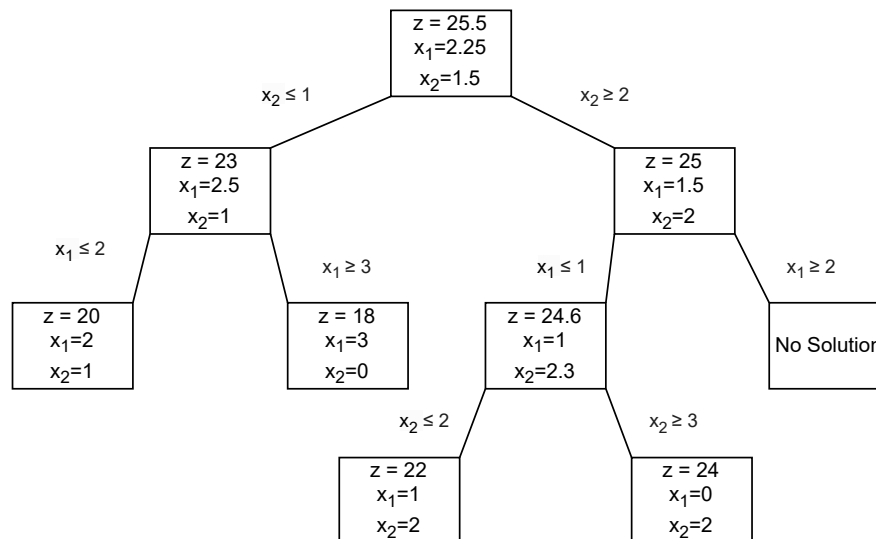 z = 25.5
x₁=2.25
x₂=1.5
x₂ ≤ 1
x₂ ≥ 2
z = 23
x₁=2.5
x₂=1
z = 25
x₁=1.5
x₂=2
x₁ ≤ 2
x₁ ≥ 3
x₁ ≤ 1
x₁ ≥ 2
z = 20
x₁=2
x₂=1
z = 18
x₁=3
x₂=0
z = 24.6
x₁=1
x₂=2.3
No Solution
x₂ ≤ 2
x₂ ≥ 3
z = 22
x₁=1
x₂=2
z = 24
x₁=0
x₂=2